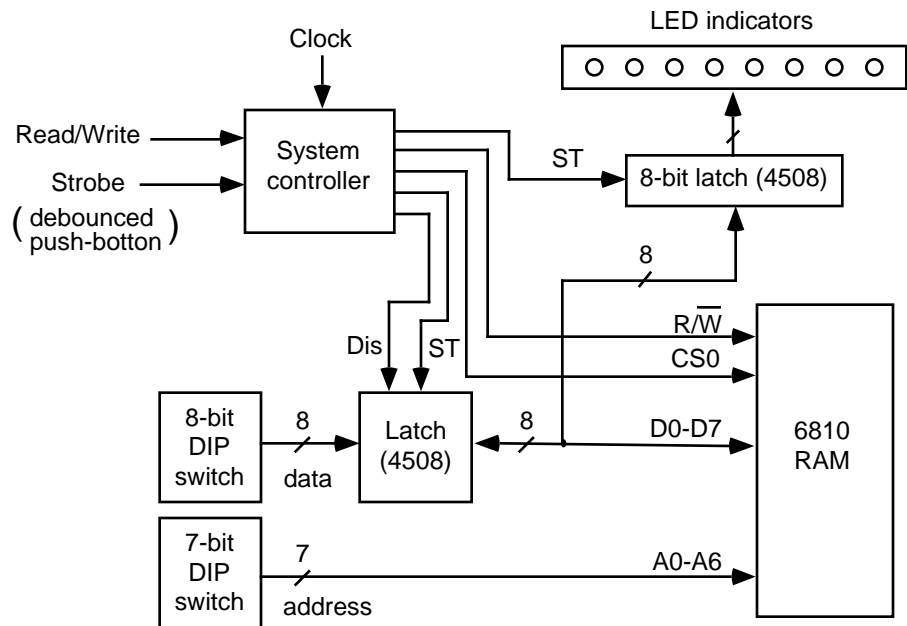 LED indicators
Clock
Read/Write
System
controller
ST
8-bit latch (4508)
Strobe
(debounced
push-botton)
8
R/W̅
Dis
ST
CS0
8-bit
DIP
switch
8
data
Latch
(4508)
8
D0-D7
6810
RAM
7-bit
DIP
switch
7
address
A0-A6